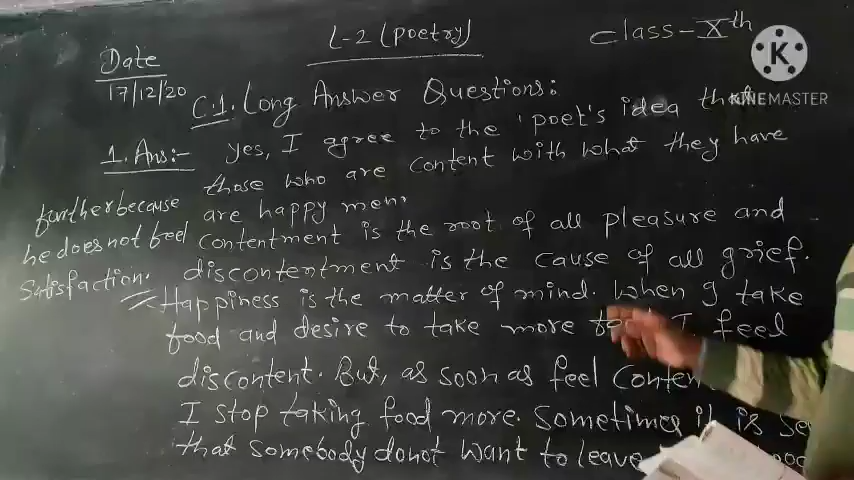 L-2 (Poetry)
Class-Xth
Date
17/12/'20
KINEMASTER
C.1. Long Answer Questions:
1. Ans:- Yes, I agree to the 'poet's idea that
those who are content with what they have
are happy men.
contentment is the root of all pleasure and
discontentment is the cause of all grief.
Happiness is the matter of mind. When I take
food and desire to take more I feel
discontent. But, as soon as feel
I stop taking food more. Sometimes it is
that somebody donot want to leave
further because
he does not feel
Satisfaction.